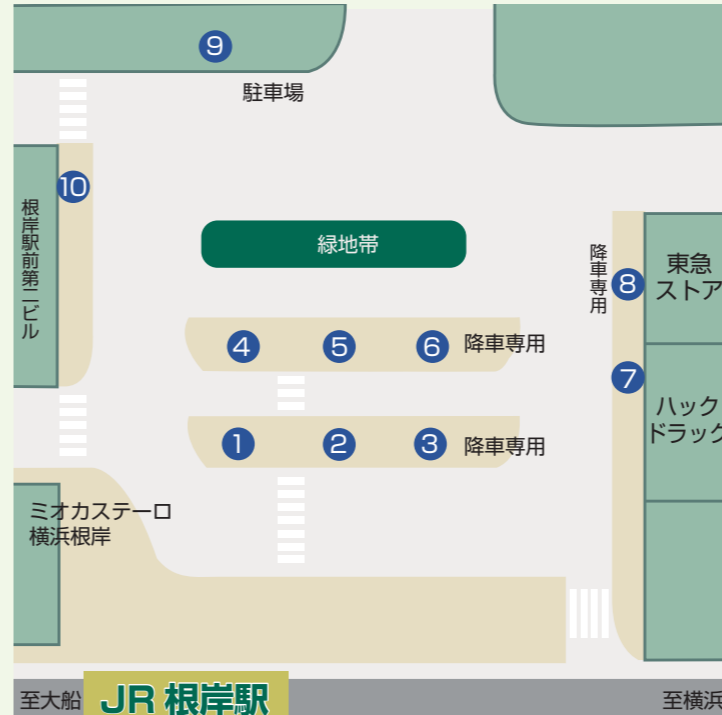 9
駐車場
10
根岸駅前第二ビル
緑地帯
降車専用
8
東急
ストア
4
5
6
降車専用
7
ハック
ドラッグ
1
2
3
降車専用
ミオカステーロ
横浜根岸
至大船
JR 根岸駅
至横浜